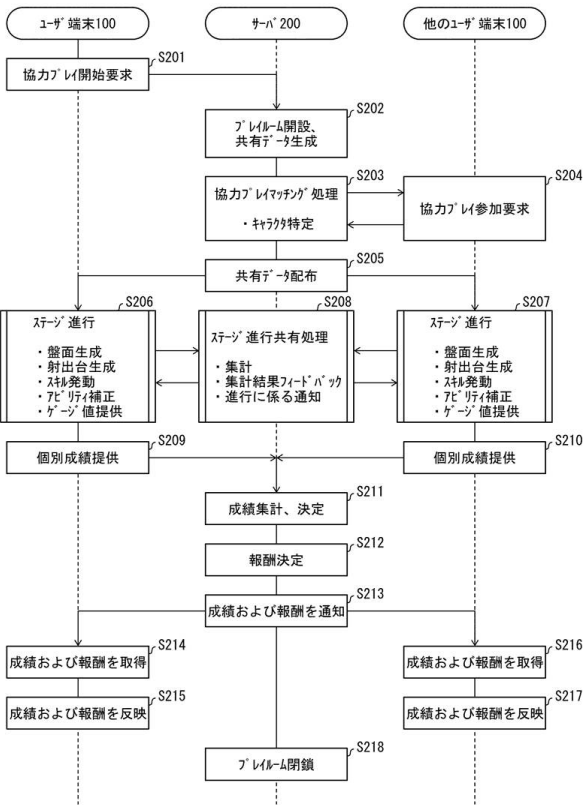 ﾕｰｻﾞ端末100
ｻｰﾊﾞ200
他のﾕｰｻﾞ端末100
S201
協力ﾌﾟﾚｲ開始要求
S202
ﾌﾟﾚｲﾙｰﾑ開設、
共有ﾃﾞｰﾀ生成
S203
協力ﾌﾟﾚｲﾏｯﾁﾝｸﾞ処理
・ｷｬﾗｸﾀ特定
S204
協力ﾌﾟﾚｲ参加要求
S205
共有ﾃﾞｰﾀ配布
S206
ｽﾃｰｼﾞ進行
・盤面生成
・射出台生成
・ｽｷﾙ発動
・ｱﾋﾞﾘﾃｨ補正
・ｹﾞｰｼﾞ値提供
S208
ｽﾃｰｼﾞ進行共有処理
・集計
・集計結果ﾌｨｰﾄﾞﾊﾞｯｸ
・進行に係る通知
S207
ｽﾃｰｼﾞ進行
・盤面生成
・射出台生成
・ｽｷﾙ発動
・ｱﾋﾞﾘﾃｨ補正
・ｹﾞｰｼﾞ値提供
S209
個別成績提供
S210
個別成績提供
S211
成績集計、決定
S212
報酬決定
S213
成績および報酬を通知
S214
成績および報酬を取得
S216
成績および報酬を取得
S215
成績および報酬を反映
S217
成績および報酬を反映
S218
ﾌﾟﾚｲﾙｰﾑ閉鎖